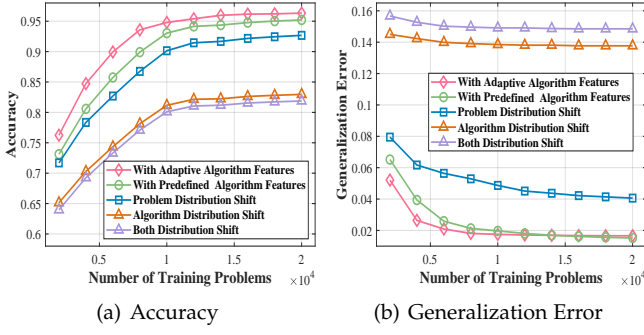 0.95
0.9
0.85
0.8
0.75
0.7
0.65
0.6
Accuracy
With Adaptive Algorithm Features
With Predefined Algorithm Features
Problem Distribution Shift
Algorithm Distribution Shift
Both Distribution Shift
0.5
1
1.5
2
×10⁴
Number of Training Problems
(a) Accuracy
0.16
0.14
0.12
0.1
0.08
0.06
0.04
0.02
Generalization Error
With Adaptive Algorithm Features
With Predefined Algorithm Features
Problem Distribution Shift
Algorithm Distribution Shift
Both Distribution Shift
0.5
1
1.5
2
×10⁴
Number of Training Problems
(b) Generalization Error